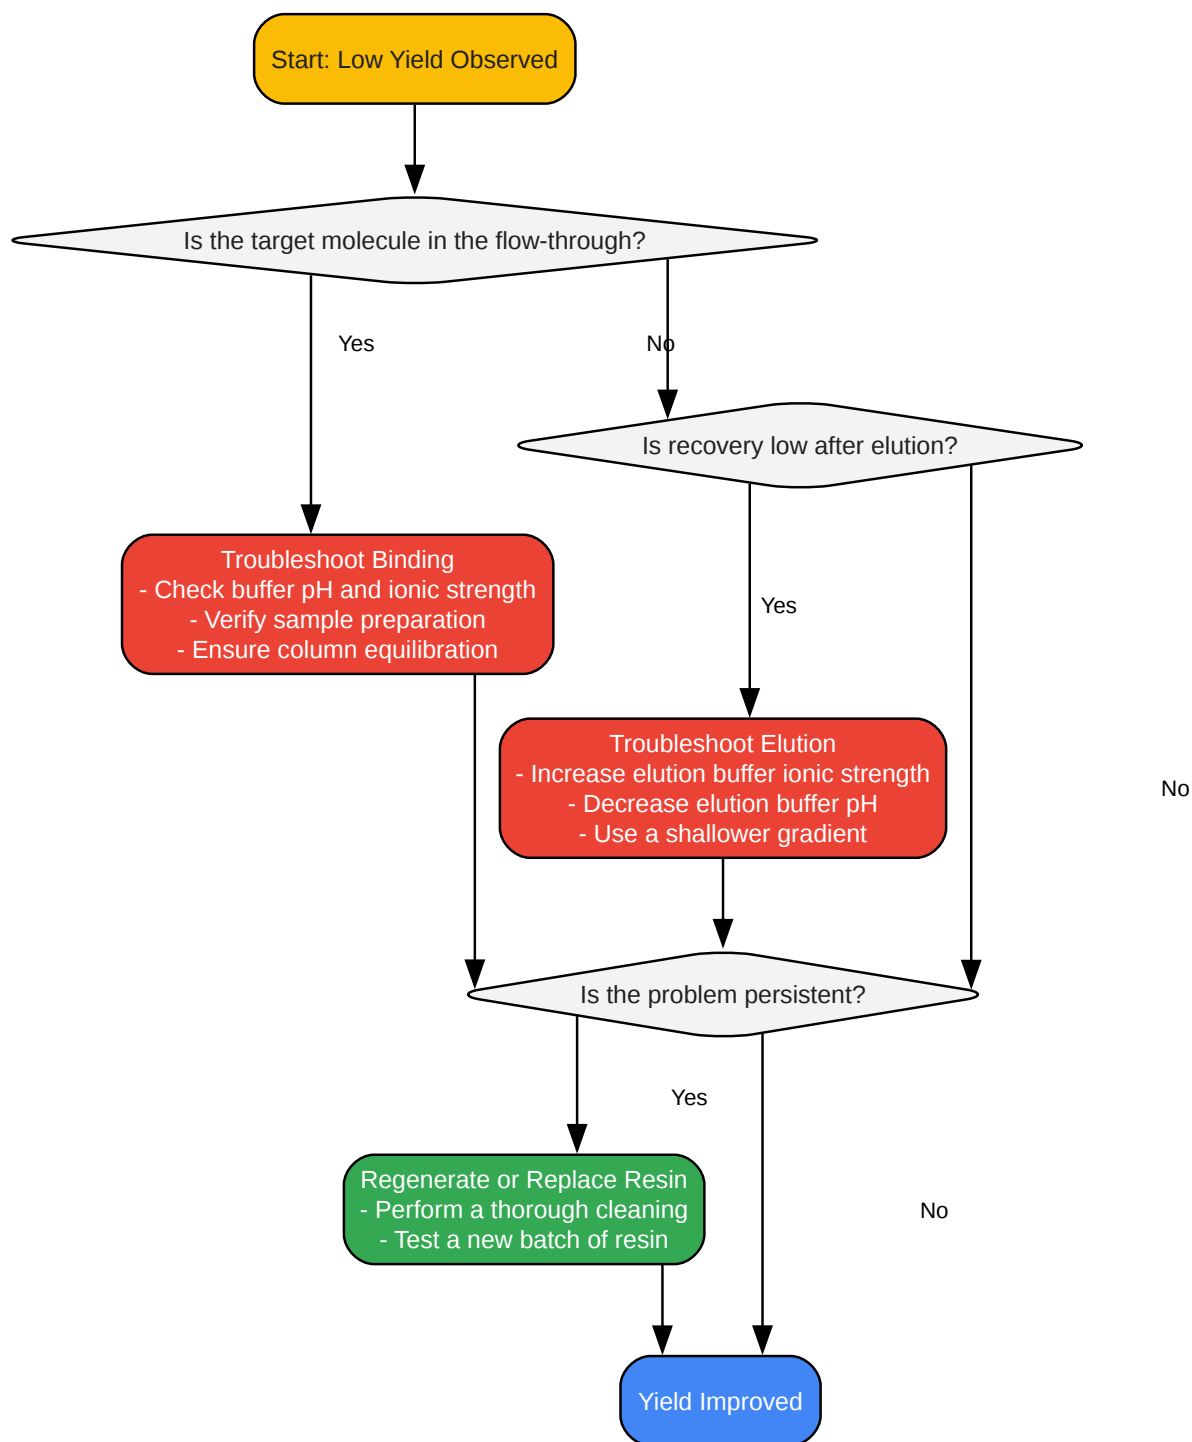 Start: Low Yield Observed
Is the target molecule in the flow-through?
Yes
No
Is recovery low after elution?
Troubleshoot Binding
- Check buffer pH and ionic strength
- Verify sample preparation
- Ensure column equilibration
Yes
Troubleshoot Elution
- Increase elution buffer ionic strength
- Decrease elution buffer pH
- Use a shallower gradient
No
Is the problem persistent?
Yes
Regenerate or Replace Resin
- Perform a thorough cleaning
- Test a new batch of resin
No
Yield Improved